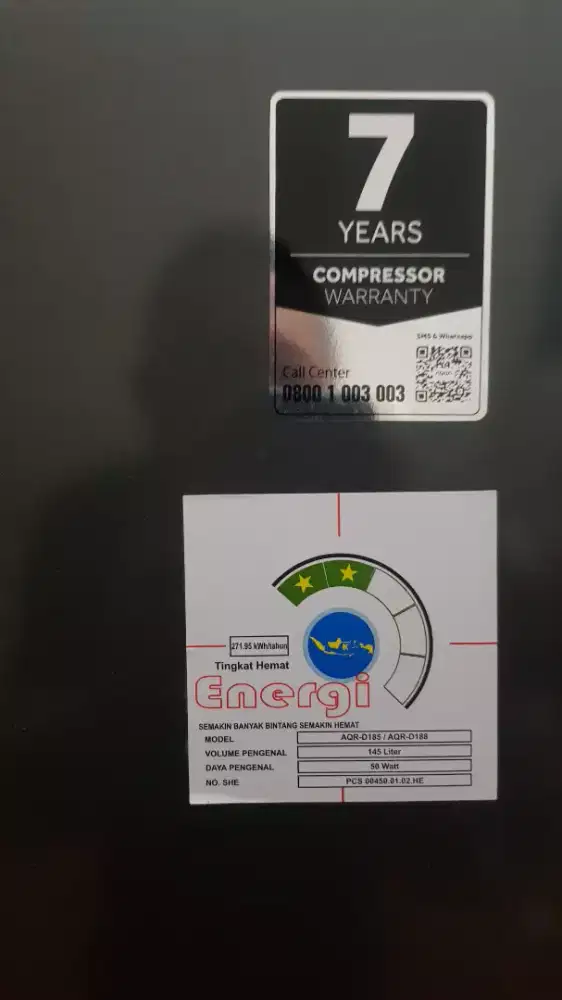 7
YEARS
COMPRESSOR
WARRANTY
SMS & Whatsapp
Call Center
0800 1 003 003
271.95 kWh/tahun
Tingkat Hemat
Energi
SEMAKIN BANYAK BINTANG SEMAKIN HEMAT
MODEL AQR-D185 / AQR-D188
VOLUME PENGENAL 145 Liter
DAYA PENGENAL 50 Watt
NO. SHE PCS 00450.01.02.HE